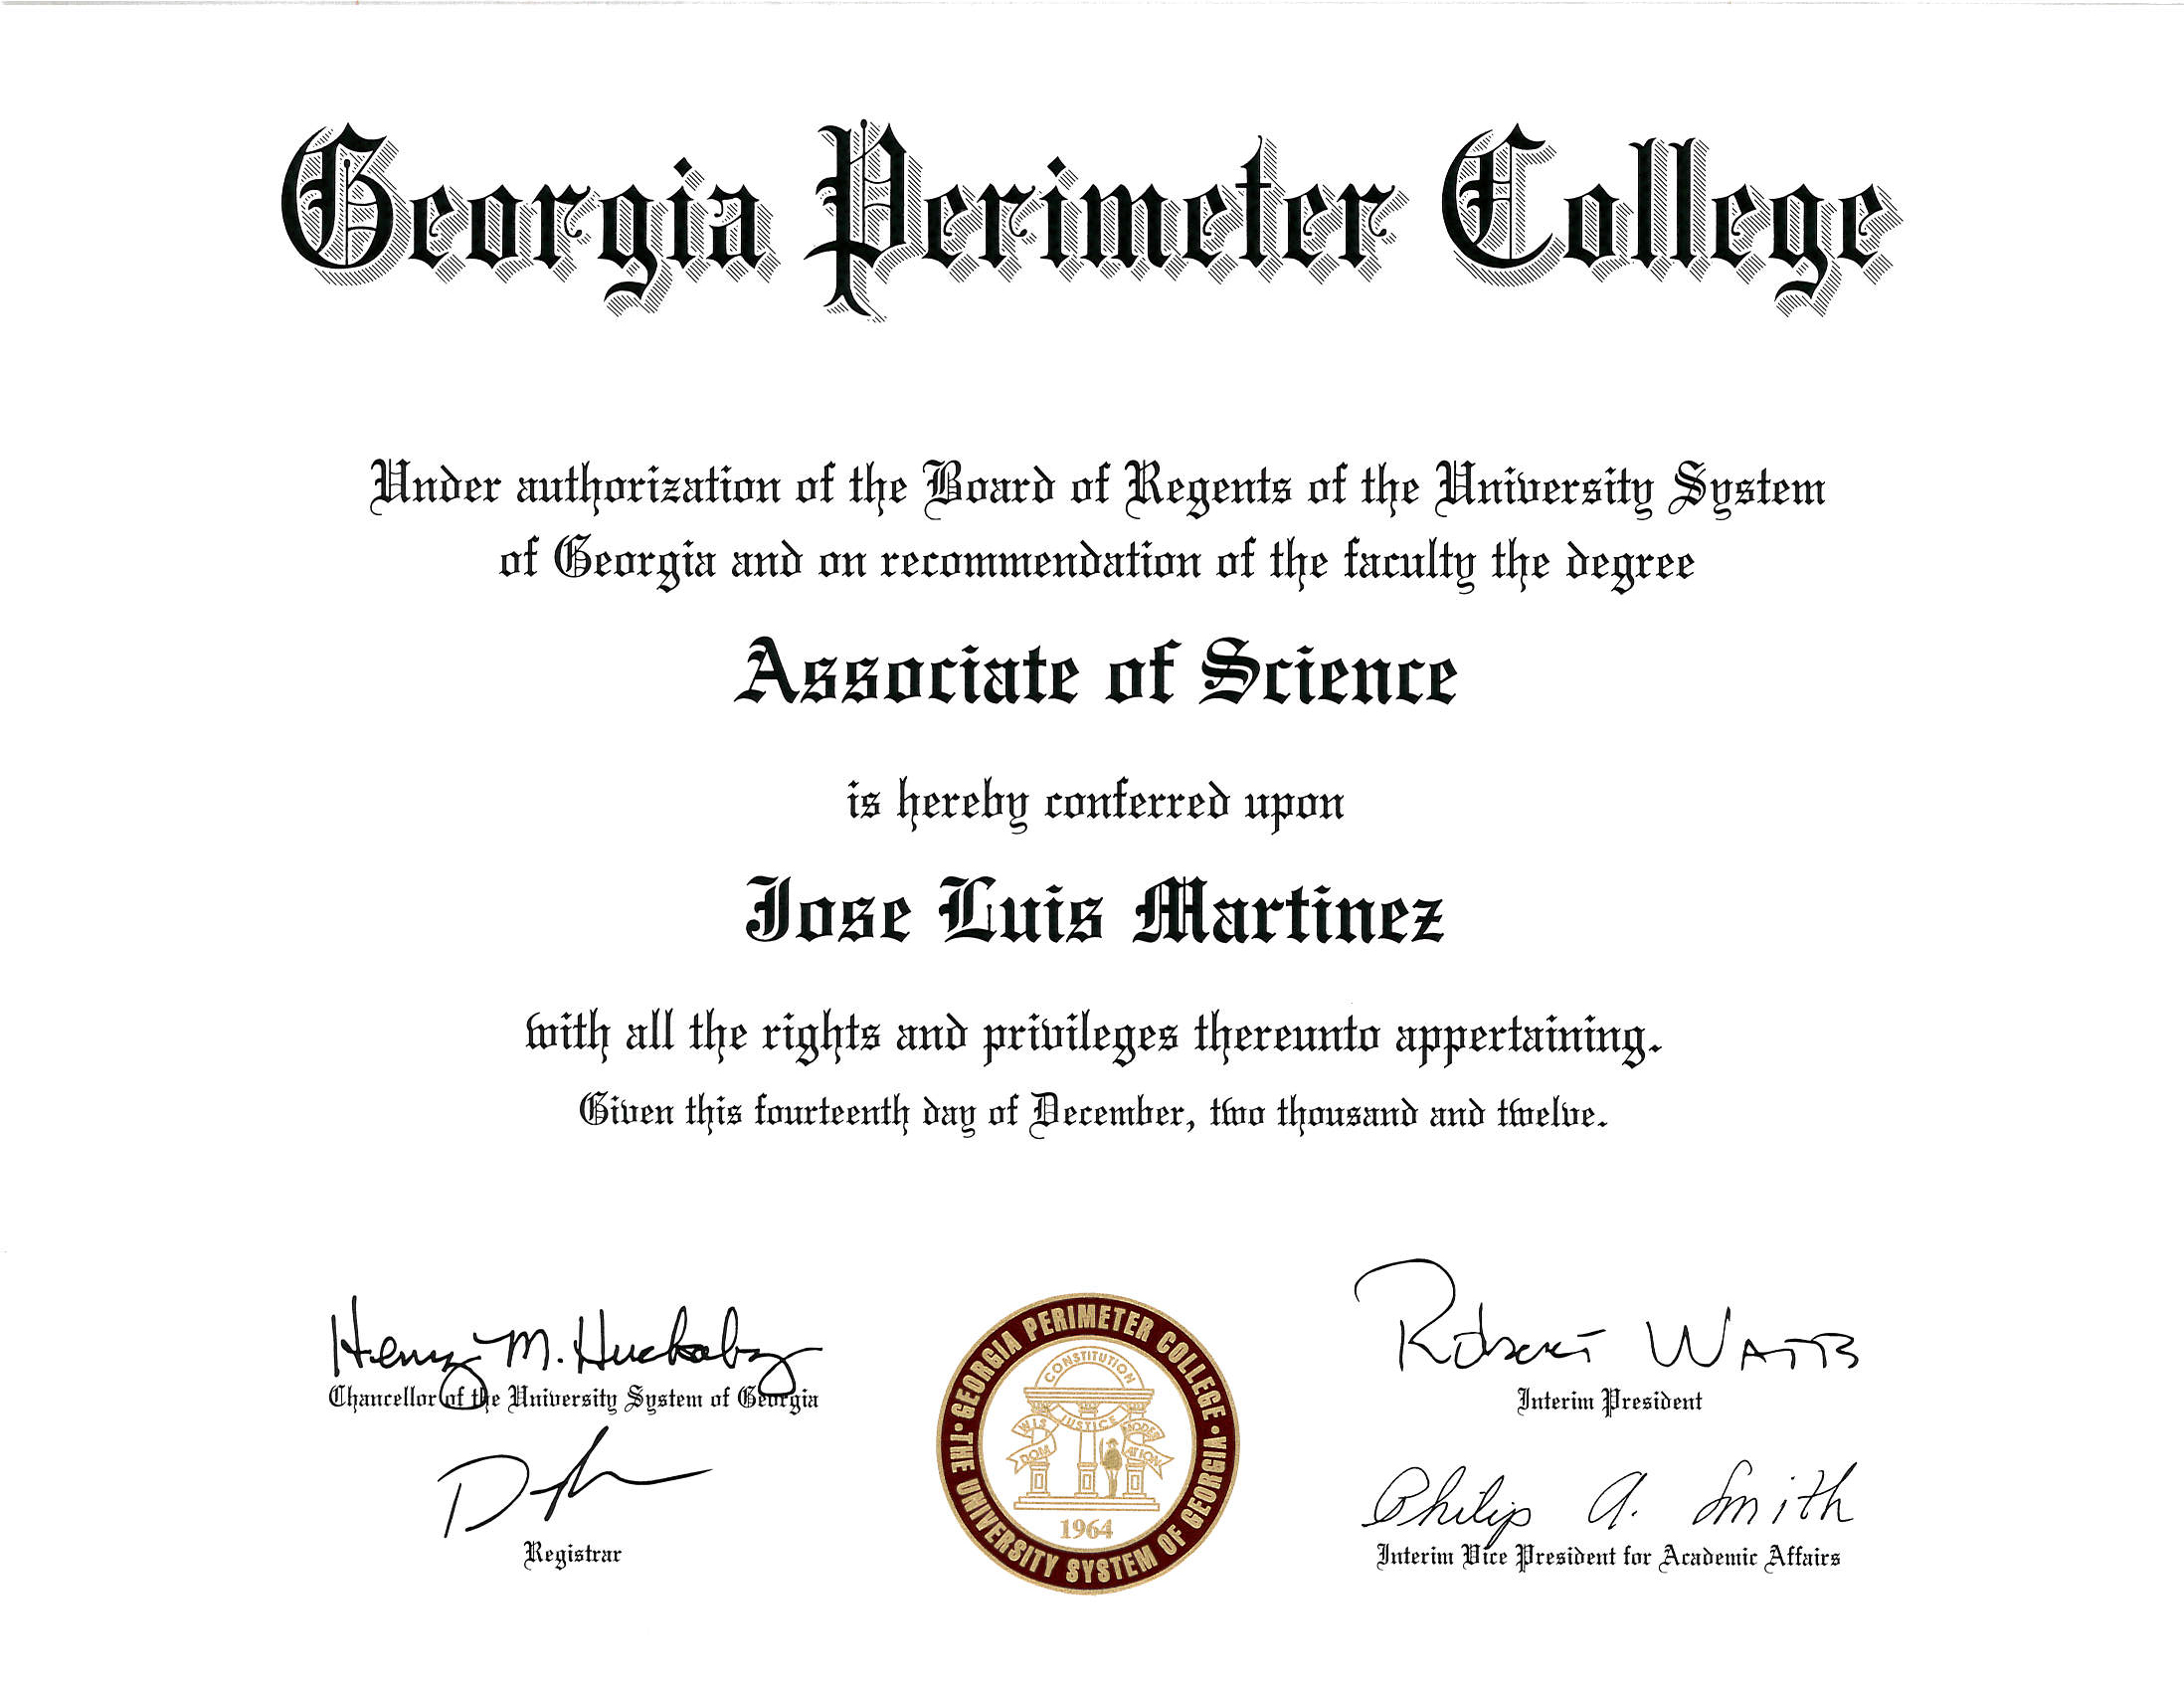 Georgia Perimeter College
Under authorization of the Board of Regents of the University System
of Georgia and on recommendation of the faculty the degree
Associate of Science
is hereby conferred upon
Jose Luis Martinez
with all the rights and privileges thereunto appertaining.
Given this fourteenth day of December, two thousand and twelve.
Henry M. Huckaby
Chancellor of the University System of Georgia
Registrar
GEORGIA PERIMETER COLLEGE
THE UNIVERSITY SYSTEM OF GEORGIA
CONSTITUTION
WISDOM
JUSTICE
MODERATION
1964
Robert Watts
Interim President
Philip A. Smith
Interim Vice President for Academic Affairs